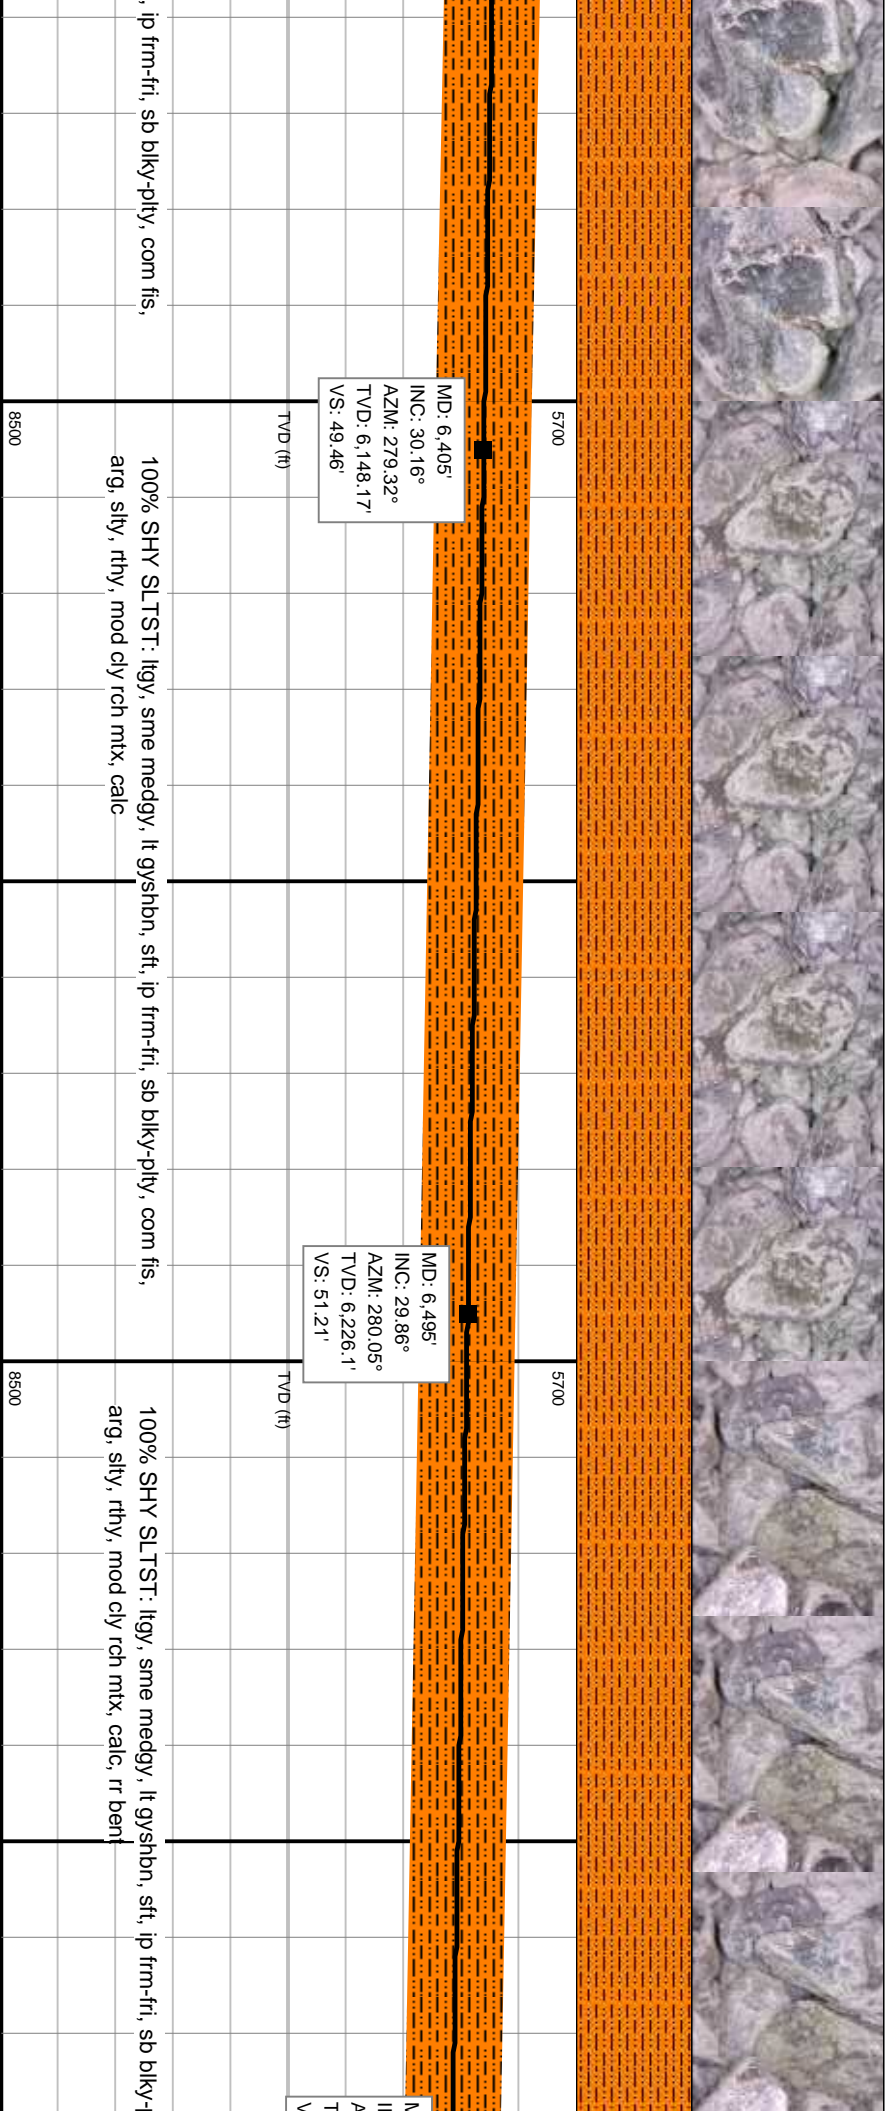 , ip frm-fri, sb blky-plty, com fis,
5700
TVD (ft)
8500
MD: 6,405'
INC: 30.16°
AZM: 279.32°
TVD: 6,148.17'
VS: 49.46'
100% SHY SLTST: ltgy, sme medgy, lt gyshbn, sft, ip frm-fri, sb blky-plty, com fis,
arg, slty, rthy, mod cly rch mtx, calc
MD: 6,495'
INC: 29.86°
AZM: 280.05°
TVD: 6,226.1'
VS: 51.21'
5700
TVD (ft)
8500
100% SHY SLTST: ltgy, sme medgy, lt gyshbn, sft, ip frm-fri, sb blky-
arg, slty, rthy, mod cly rch mtx, calc, rr bent